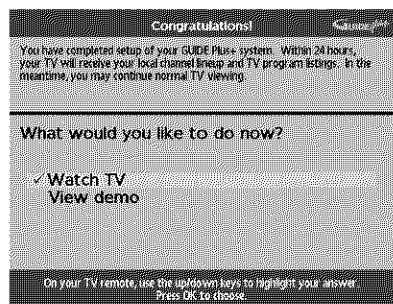 Congratulations!
GUIDE plus+
You have completed setup of your GUIDE Plus+ system. Within 24 hours,
your TV will receive your local channel lineup and TV program listings. In the
meantime, you may continue normal TV viewing.
What would you like to do now?
✓ Watch TV
View demo
On your TV remote, use the up/down keys to highlight your answer.
Press OK to choose.